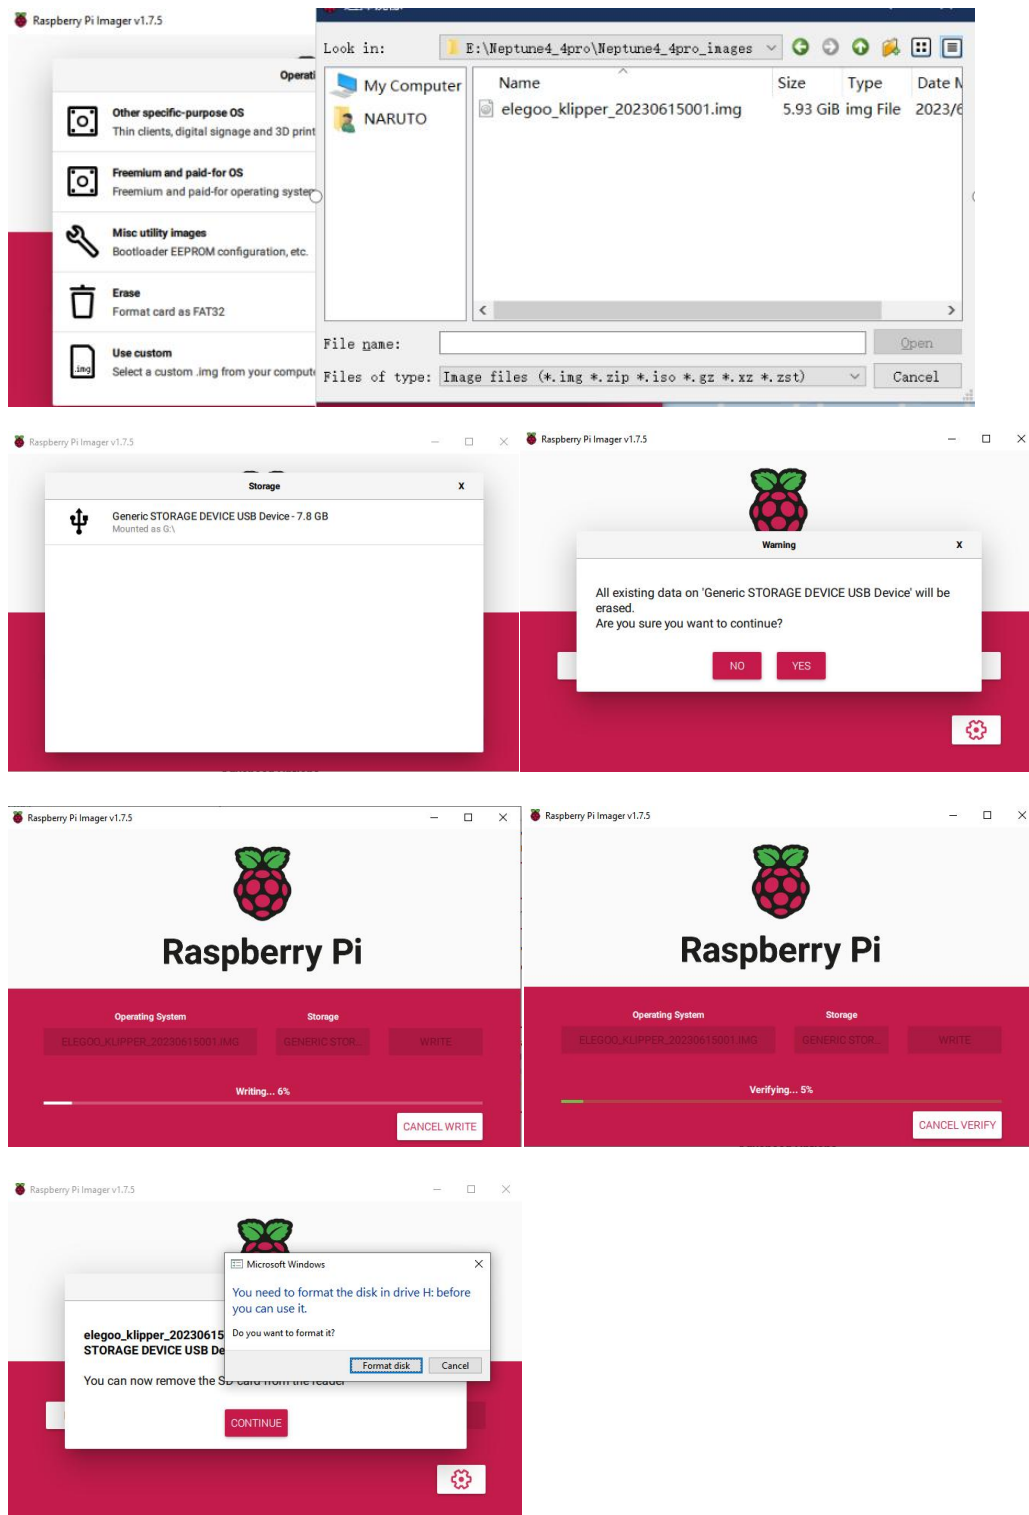 Raspberry Pi Imager v1.7.5
Operati
Other specific-purpose OS
Thin clients, digital signage and 3D print
Freemium and paid-for OS
Freemium and paid-for operating system
Misc utility images
Bootloader EEPROM configuration, etc.
Erase
Format card as FAT32
Use custom
.img
Select a custom .img from your compute
Look in: E:\Neptune4_4pro\Neptune4_4pro_images
My Computer
NARUTO
Name Size Type Date M
elegoo_klipper_20230615001.img 5.93 GiB img File 2023/6
File name: Open
Files of type: Image files (*.img *.zip *.iso *.gz *.xz *.zst) Cancel
Raspberry Pi Imager v1.7.5
Storage X
Generic STORAGE DEVICE USB Device - 7.8 GB
Mounted as G:\
Raspberry Pi Imager v1.7.5
Warning X
All existing data on 'Generic STORAGE DEVICE USB Device' will be
erased.
Are you sure you want to continue?
NO YES
Raspberry Pi Imager v1.7.5
Raspberry Pi
Operating System Storage
ELEGOO_KLIPPER_20230615001.IMG GENERIC STOR... WRITE
Writing... 6%
CANCEL WRITE
Raspberry Pi Imager v1.7.5
Raspberry Pi
Operating System Storage
ELEGOO_KLIPPER_20230615001.IMG GENERIC STOR... WRITE
Verifying... 5%
CANCEL VERIFY
Raspberry Pi Imager v1.7.5
elegoo_klipper_20230615
STORAGE DEVICE USB De
You can now remove the SD card from the reader
CONTINUE
Microsoft Windows
You need to format the disk in drive H: before
you can use it.
Do you want to format it?
Format disk Cancel